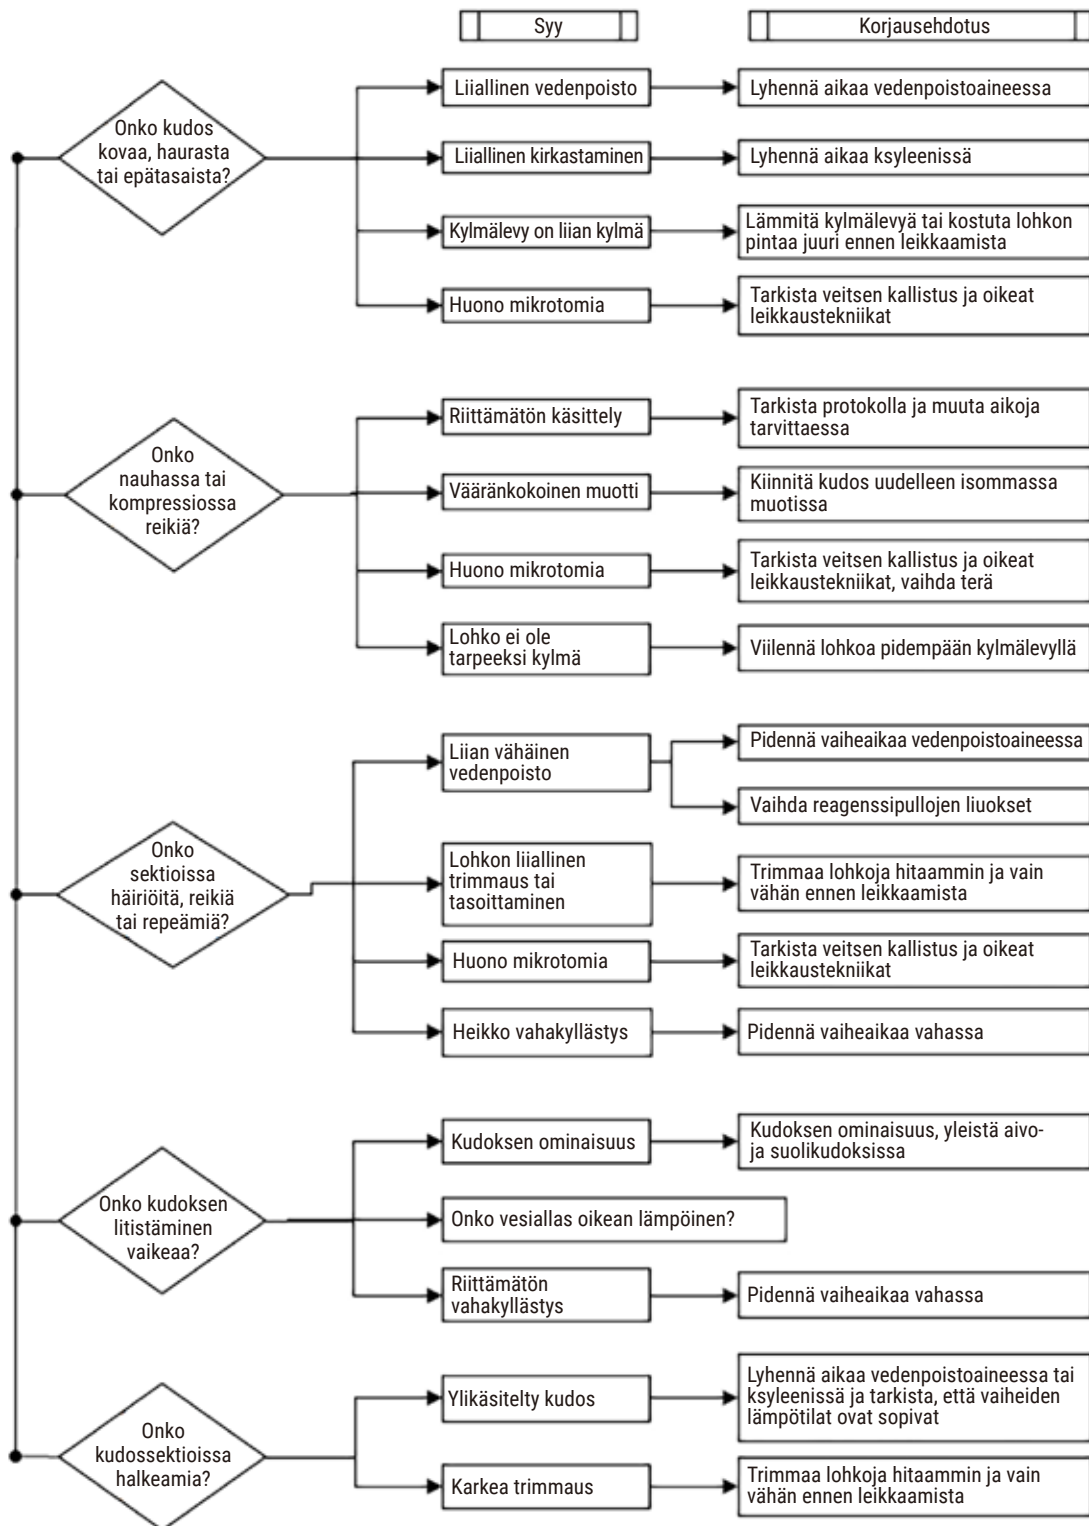 Syy
Korjausehdotus
Onko kudos
kovaa, haurasta
tai epätasaista?
Liiallinen vedenpoisto
Lyhennä aikaa vedenpoistoaineessa
Liiallinen kirkastaminen
Lyhennä aikaa ksyleenissä
Kylmälevy on liian kylmä
Lämmitä kylmälevyä tai kostuta lohkon
pintaa juuri ennen leikkaamista
Huono mikrotomia
Tarkista veitsen kallistus ja oikeat
leikkaustekniikat
Onko
nauhassa tai
kompressiossa
reikiä?
Riittämätön käsittely
Tarkista protokolla ja muuta aikoja
tarvittaessa
Vääränkokoinen muotti
Kiinnitä kudos uudelleen isommassa
muotissa
Huono mikrotomia
Tarkista veitsen kallistus ja oikeat
leikkaustekniikat, vaihda terä
Lohko ei ole
tarpeeksi kylmä
Viilennä lohkoa pidempään kylmälevyllä
Onko
sektioissa
häiriöitä, reikiä
tai repeämiä?
Liian vähäinen
vedenpoisto
Pidennä vaiheaikaa vedenpoistoaineessa
Vaihda reagenssipullojen liuokset
Lohkon liiallinen
trimmaus tai
tasoittaminen
Trimmaa lohkoja hitaammin ja vain
vähän ennen leikkaamista
Huono mikrotomia
Tarkista veitsen kallistus ja oikeat
leikkaustekniikat
Heikko vahakyllästys
Pidennä vaiheaikaa vahassa
Onko kudoksen
litistäminen
vaikeaa?
Kudoksen ominaisuus
Kudoksen ominaisuus, yleistä aivo-
ja suolikudoksissa
Onko vesiallas oikean lämpöinen?
Riittämätön
vahakyllästys
Pidennä vaiheaikaa vahassa
Onko
kudossektioissa
halkeamia?
Ylikäsitelty kudos
Lyhennä aikaa vedenpoistoaineessa tai
ksyleenissä ja tarkista, että vaiheiden
lämpötilat ovat sopivat
Karkea trimmaus
Trimmaa lohkoja hitaammin ja vain
vähän ennen leikkaamista